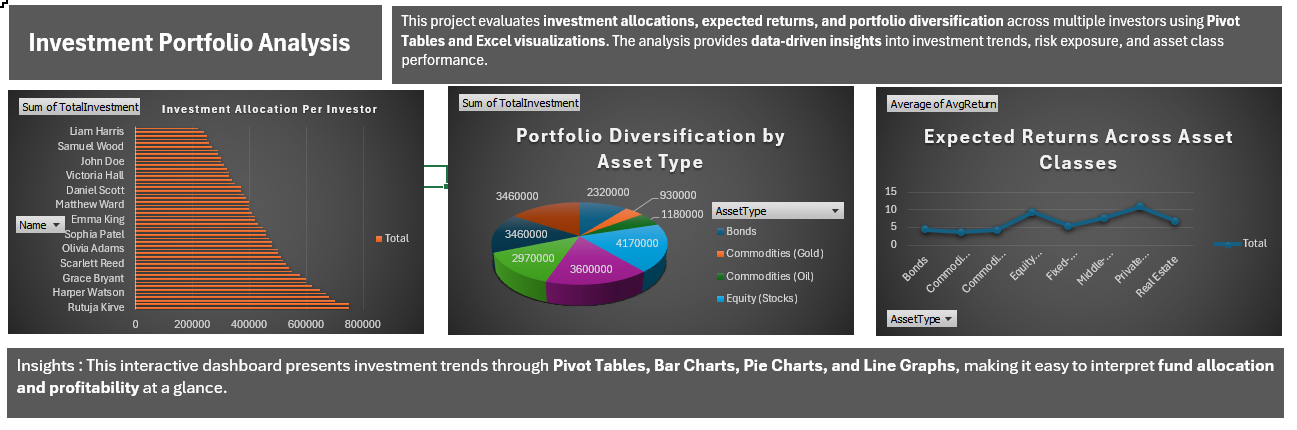 Investment Portfolio Analysis
This project evaluates investment allocations, expected returns, and portfolio diversification across multiple investors using Pivot
Tables and Excel visualizations. The analysis provides data-driven insights into investment trends, risk exposure, and asset class
performance.
Sum of TotalInvestment
Investment Allocation Per Investor
Liam Harris
Samuel Wood
John Doe
Victoria Hall
Daniel Scott
Matthew Ward
Emma King
Name
Sophia Patel
Olivia Adams
Scarlett Reed
Grace Bryant
Harper Watson
Rutuja Kirve
Total
0 200000 400000 600000 800000
Sum of TotalInvestment
Portfolio Diversification by
Asset Type
3460000
2320000
930000
1180000
3460000
4170000
2970000
3600000
AssetType
Bonds
Commodities (Gold)
Commodities (Oil)
Equity (Stocks)
Average of AvgReturn
Expected Returns Across Asset
Classes
15
10
5
0
Bonds
Commodi...
Commodi...
Equity...
Fixed-...
Middle-...
Private...
Real Estate
Total
AssetType
Insights : This interactive dashboard presents investment trends through Pivot Tables, Bar Charts, Pie Charts, and Line Graphs, making it easy to interpret fund allocation
and profitability at a glance.